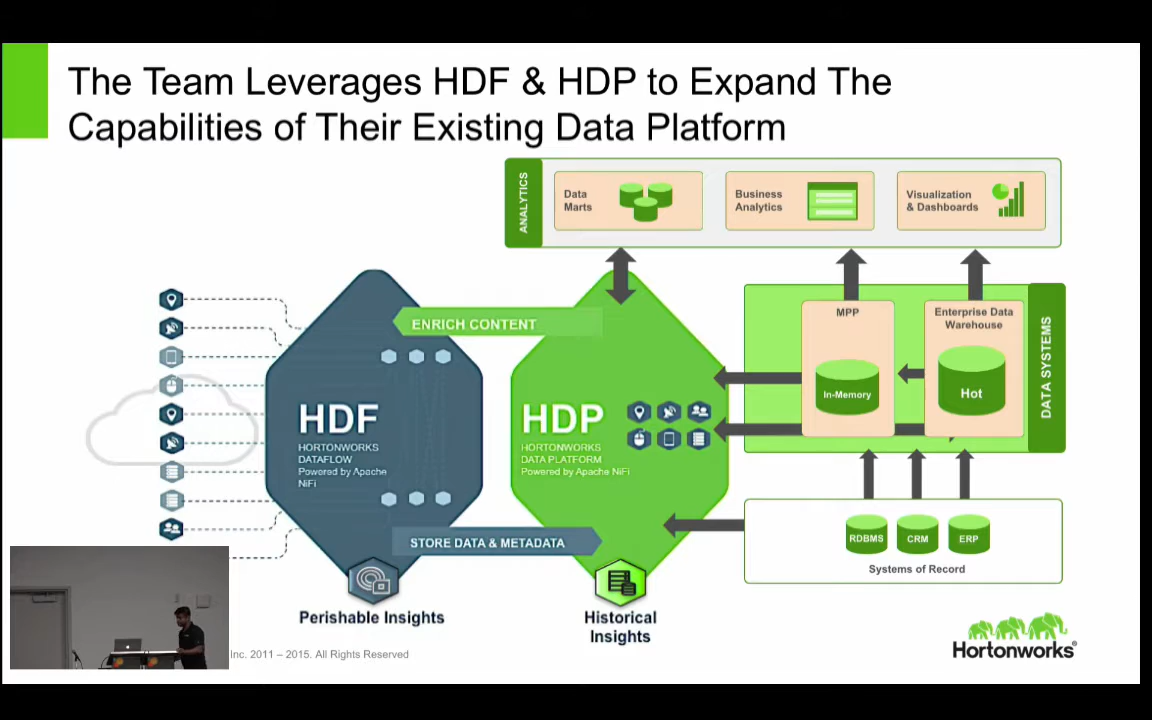 The Team Leverages HDF & HDP to Expand The
Capabilities of Their Existing Data Platform
ANALYTICS
Data
Marts
Business
Analytics
Visualization
& Dashboards
ENRICH CONTENT
HDF
HORTONWORKS
DATAFLOW
Powered by Apache
NiFi
HDP
HORTONWORKS
DATA PLATFORM
Powered by Apache NiFi
STORE DATA & METADATA
Perishable Insights
Historical
Insights
MPP
In-Memory
Enterprise Data
Warehouse
Hot
DATA SYSTEMS
RDBMS
CRM
ERP
Systems of Record
Inc. 2011 – 2015. All Rights Reserved
Hortonworks®